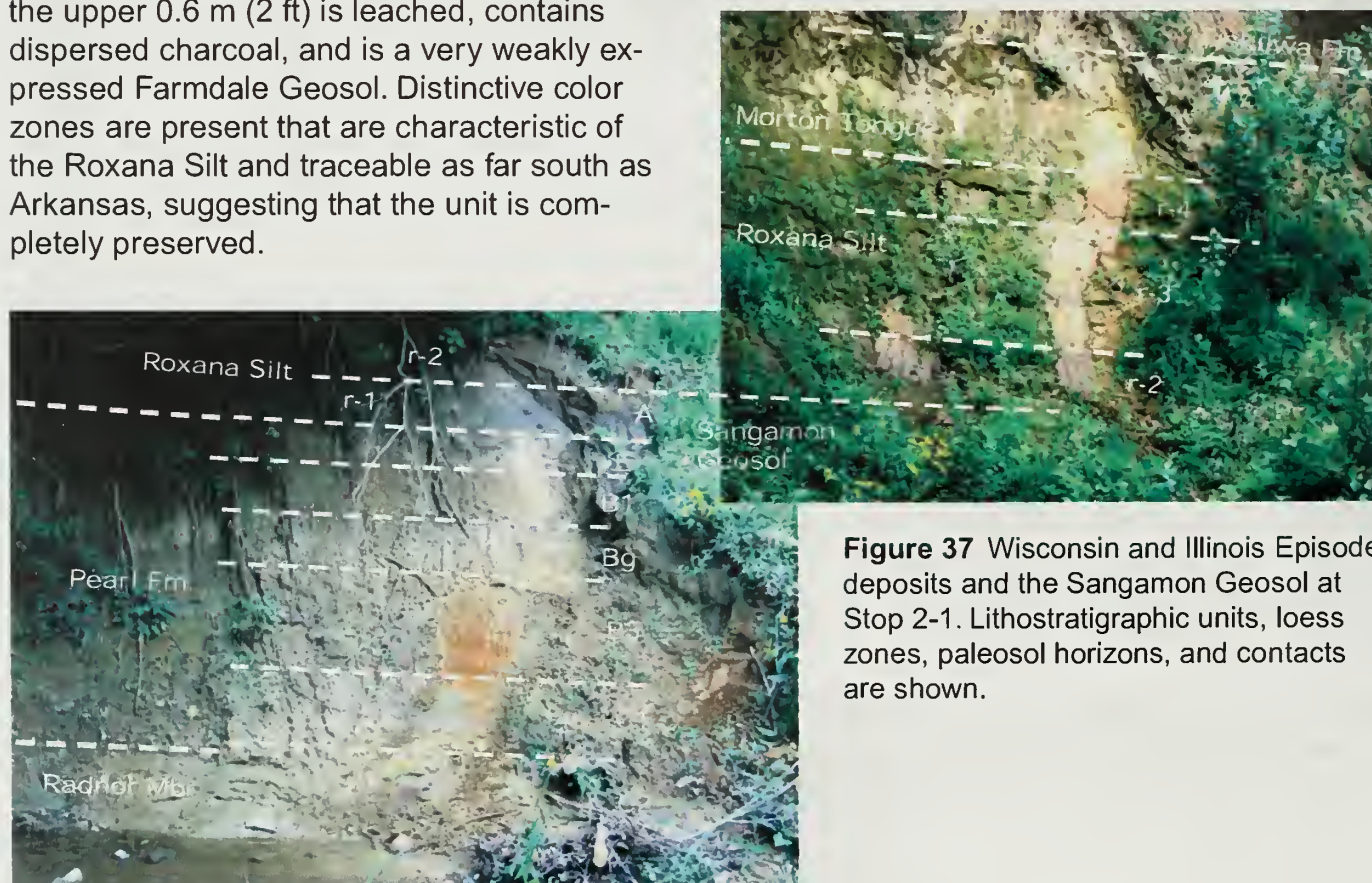 the upper 0.6 m (2 ft) is leached, contains
dispersed charcoal, and is a very weakly ex-
pressed Farmdale Geosol. Distinctive color
zones are present that are characteristic of
the Roxana Silt and traceable as far south as
Arkansas, suggesting that the unit is com-
pletely preserved.
Morton Tongue
Roxana Silt
r-4
r-3
r-2
Roxana Silt
r-2
r-1
A
Sangamon
Geosol
Bg
Pearl Fm
Radnor Mbr
Figure 37 Wisconsin and Illinois Episode
deposits and the Sangamon Geosol at
Stop 2-1. Lithostratigraphic units, loess
zones, paleosol horizons, and contacts
are shown.